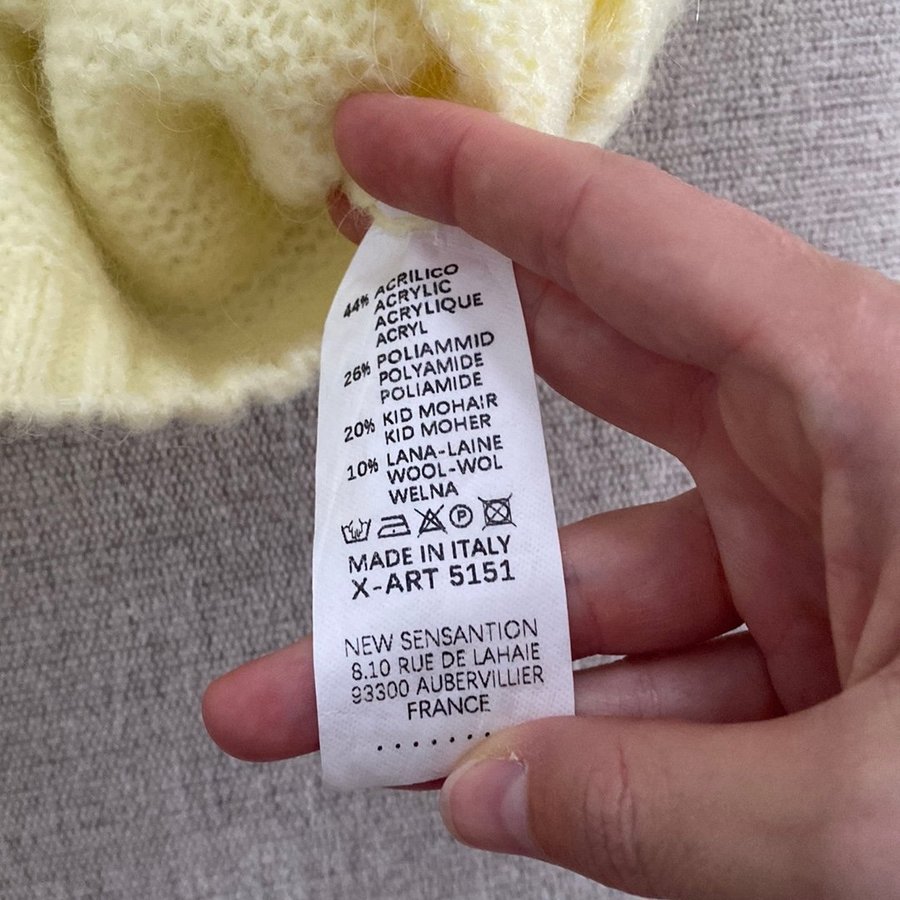 44% ACRILICO
ACRYLIC
ACRYLIQUE
ACRYL
26% POLIAMMID
POLYAMIDE
POLIAMIDE
20% KID MOHAIR
KID MOHER
10% LANA-LAINE
WOOL-WOL
WELNA
P
MADE IN ITALY
X-ART 5151
NEW SENSANTION
8.10 RUE DE LAHAIE
93300 AUBERVILLIER
FRANCE